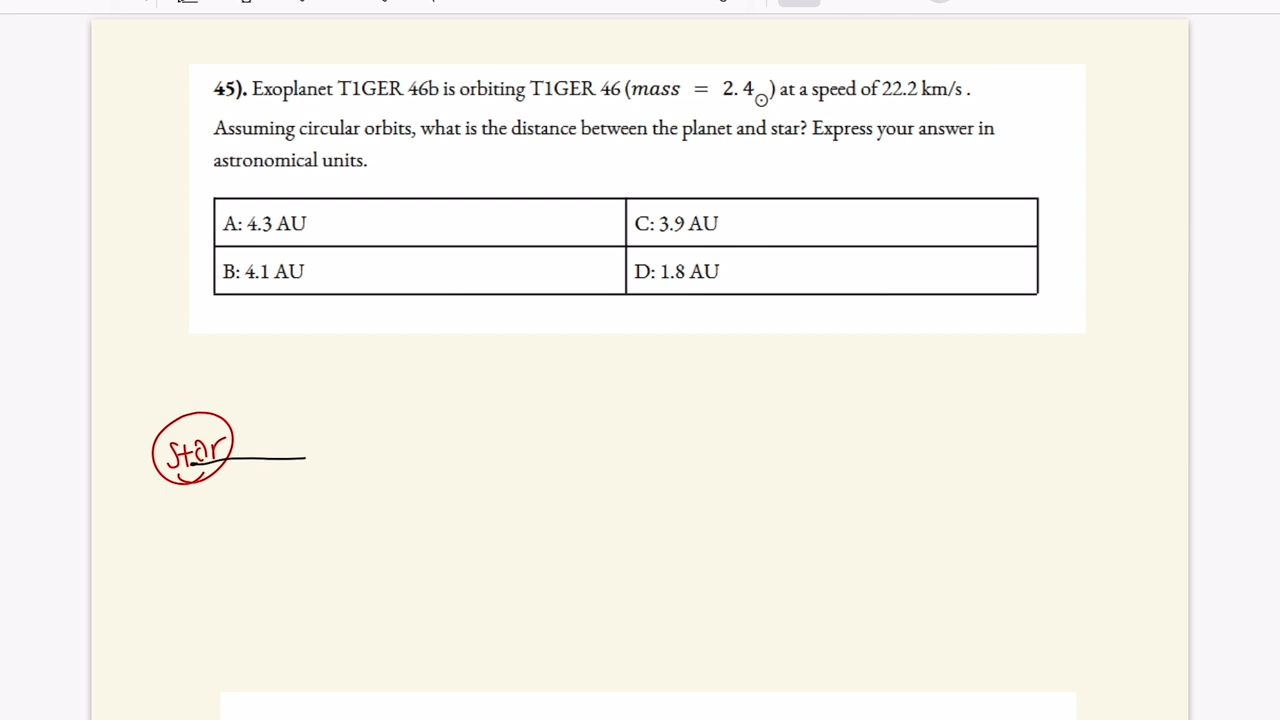 45). Exoplanet T1GER 46b is orbiting T1GER 46 (mass = 2.4☉) at a speed of 22.2 km/s .
Assuming circular orbits, what is the distance between the planet and star? Express your answer in
astronomical units.
A: 4.3 AU
C: 3.9 AU
B: 4.1 AU
D: 1.8 AU
Star